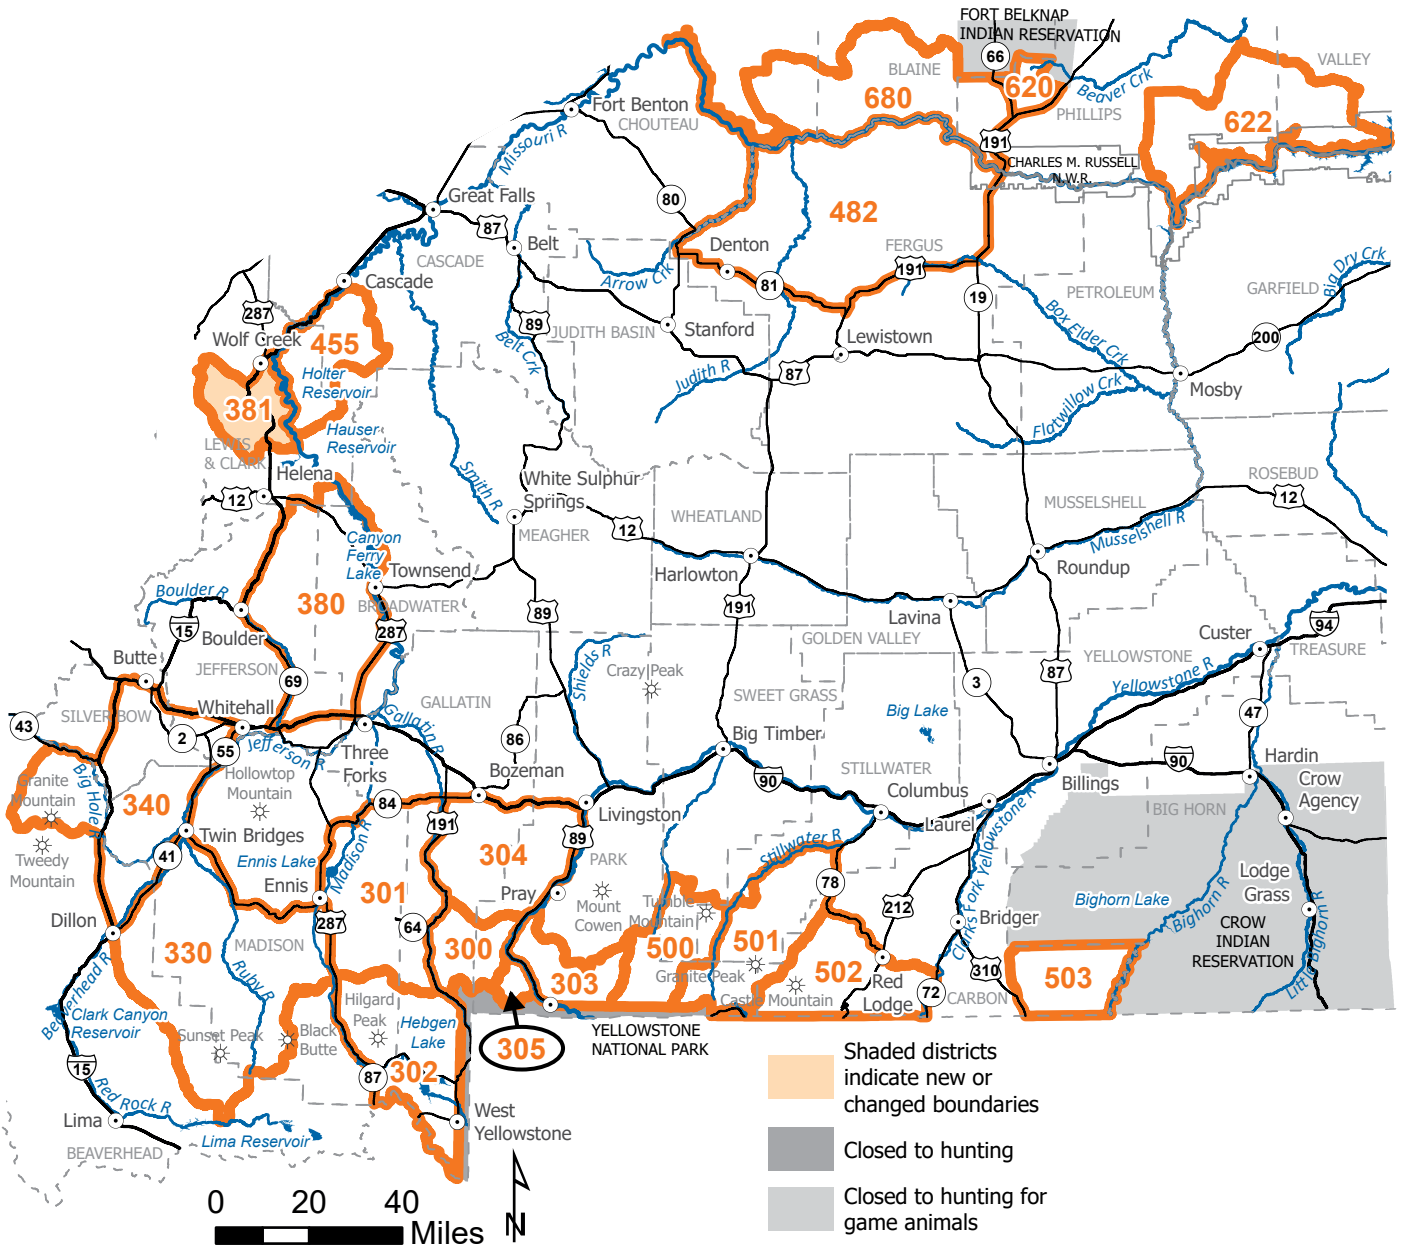 FORT BELKNAP
INDIAN RESERVATION
66
BLAINE
VALLEY
620
680
Beaver Crk
Fort Benton
CHOUTEAU
PHILLIPS
622
Missouri R
191
CHARLES M. RUSSELL
N.W.R.
Great Falls
80
482
87
Belt
Denton
FERGUS
CASCADE
191
Cascade
Arrow Crk
81
19
PETROLEUM
GARFIELD
Big Dry Crk
287
89
JUDITH BASIN
Stanford
Box Elder Crk
Wolf Creek
455
Lewistown
200
Belt Crk
Holter
Reservoir
Judith R
87
Mosby
381
Flatwillow Crk
Hauser
Reservoir
LEWIS
& CLARK
Helena
Smith R
White Sulphur
Springs
ROSEBUD
12
12
MUSSELSHELL
WHEATLAND
12
MEAGHER
Musselshell R
Canyon
Ferry
Lake
Townsend
Harlowton
Roundup
Boulder R
380
BROADWATER
89
191
Lavina
15
Boulder
287
GOLDEN VALLEY
94
Custer
Butte
JEFFERSON
Shields R
Crazy Peak
YELLOWSTONE
TREASURE
69
3
87
Yellowstone R
GALLATIN
SWEET GRASS
SILVER BOW
Whitehall
Gallatin R
Big Lake
47
43
2
55
Jefferson R
86
Big Timber
Three
Forks
90
Hardin
Big Hole R
Hollowtop
Mountain
Bozeman
90
STILLWATER
Billings
Crow
Agency
Granite
Mountain
340
84
Columbus
BIG HORN
191
Livingston
Laurel
Twin Bridges
89
Stillwater R
Yellowstone R
Tweedy
Mountain
41
Ennis Lake
Madison R
304
PARK
Lodge
Grass
Ennis
301
Pray
78
Clarks Fork
Bighorn Lake
Bighorn R
Mount
Cowen
Tumble
Mountain
212
Dillon
287
64
Bridger
CROW
INDIAN
RESERVATION
MADISON
300
500
501
330
Granite Peak
502
310
503
Little Bighorn R
Ruby R
303
Red
Lodge
72
CARBON
Beaverhead R
Hilgard
Peak
Castle Mountain
Clark Canyon
Reservoir
Hebgen
Lake
YELLOWSTONE
NATIONAL PARK
Sunset Peak
Black
Butte
305
15
87
302
Shaded districts
indicate new or
changed boundaries
Red Rock R
Lima
West
Yellowstone
Lima Reservoir
BEAVERHEAD
Closed to hunting
0 20 40
Miles
N
Closed to hunting for
game animals